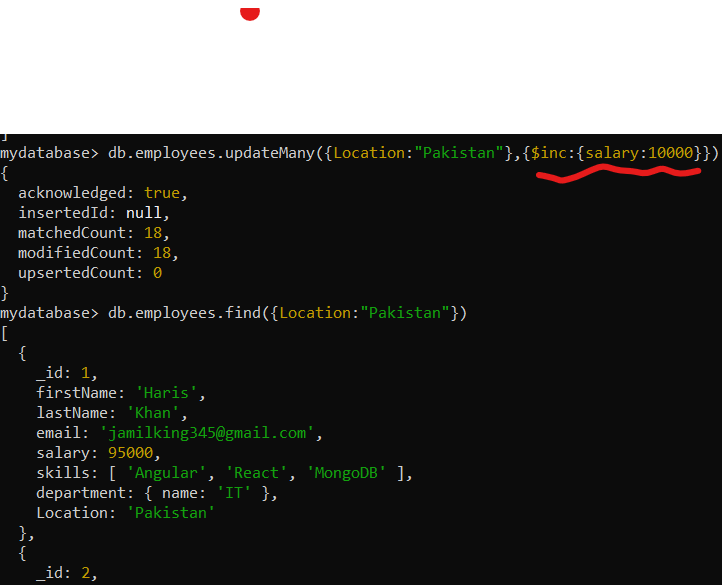 ]
mydatabase> db.employees.updateMany({Location:"Pakistan"},{$inc:{salary:10000}})
{
  acknowledged: true,
  insertedId: null,
  matchedCount: 18,
  modifiedCount: 18,
  upsertedCount: 0
}
mydatabase> db.employees.find({Location:"Pakistan"})
[
  {
    _id: 1,
    firstName: 'Haris',
    lastName: 'Khan',
    email: 'jamilking345@gmail.com',
    salary: 95000,
    skills: [ 'Angular', 'React', 'MongoDB' ],
    department: { name: 'IT' },
    Location: 'Pakistan'
  },
  {
    _id: 2,